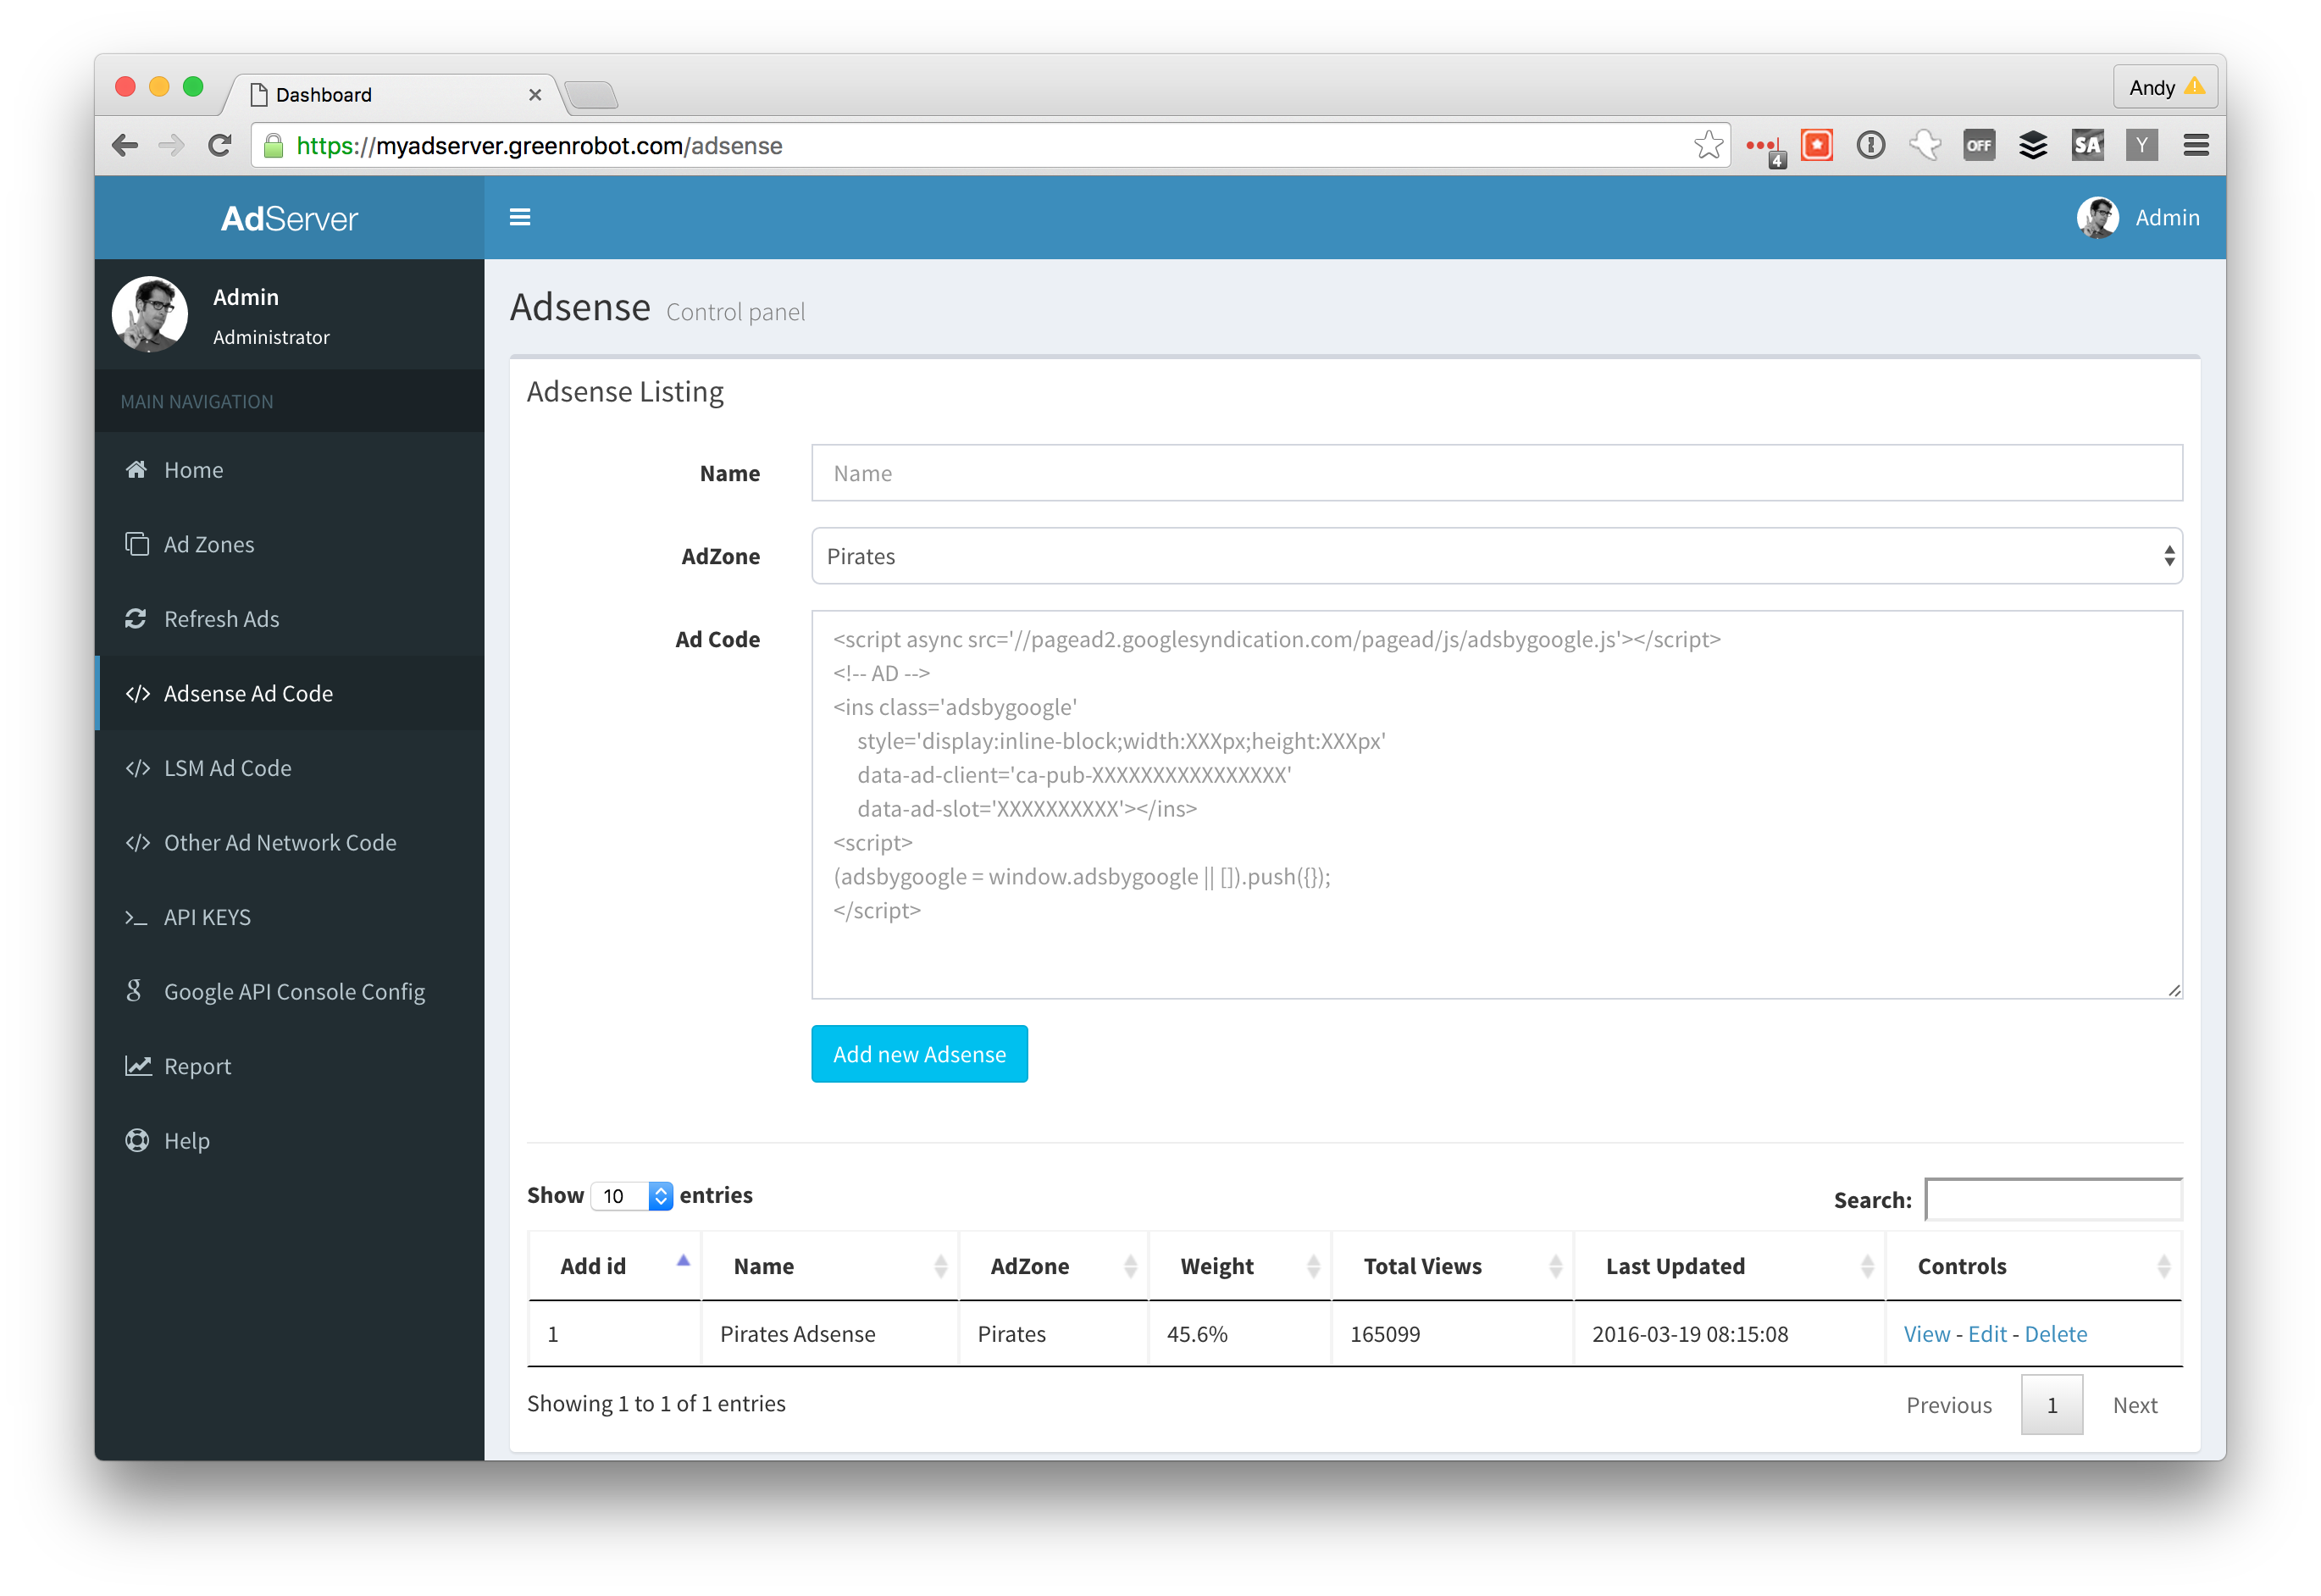 Dashboard
Andy
https://myadserver.greenrobot.com/adsense
4
OFF
SA
Y
AdServer
Admin
Admin
Administrator
MAIN NAVIGATION
Home
Ad Zones
Refresh Ads
Adsense Ad Code
LSM Ad Code
Other Ad Network Code
API KEYS
Google API Console Config
Report
Help
Adsense Control panel
Adsense Listing
Name Name
AdZone Pirates
Ad Code <script async src='//pagead2.googlesyndication.com/pagead/js/adsbygoogle.js'></script>
<!-- AD -->
<ins class='adsbygoogle'
style='display:inline-block;width:XXXpx;height:XXXpx'
data-ad-client='ca-pub-XXXXXXXXXXXXXXXX'
data-ad-slot='XXXXXXXXXX'></ins>
<script>
(adsbygoogle = window.adsbygoogle || []).push({});
</script>
Add new Adsense
Show 10 entries Search:
Add id Name AdZone Weight Total Views Last Updated Controls
1 Pirates Adsense Pirates 45.6% 165099 2016-03-19 08:15:08 View - Edit - Delete
Showing 1 to 1 of 1 entries Previous 1 Next